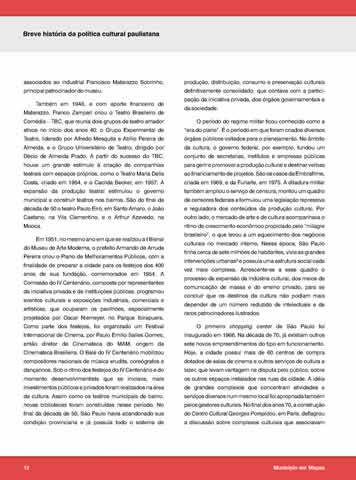 Breve história da política cultural paulistana
associados ao industrial Francisco Matarazzo Sobrinho,
principal patrocinador do museu.
Também em 1948, e com aporte financeiro de
Matarazzo, Franco Zampari criou o Teatro Brasileiro de
Comédia - TBC, que reunia dois grupos de teatro amador
ativos no início dos anos 40: o Grupo Experimental de
Teatro, liderado por Alfredo Mesquita e Abílio Pereira de
Almeida, e o Grupo Universitário de Teatro, dirigido por
Décio de Almeida Prado. A partir do sucesso do TBC,
houve um grande estímulo à criação de companhias
teatrais com espaços próprios, como o Teatro Maria Della
Costa, criado em 1954, e o Cacilda Becker, em 1957. A
expansão da produção teatral estimulou o governo
municipal a construir teatros nos bairros. São do final da
década de 50 o teatro Paulo Eiró, em Santo Amaro, o João
Caetano, na Vila Clementino, e o Arthur Azevedo, na
Mooca.
Em 1951, no mesmo ano em que se realizou a I Bienal
do Museu de Arte Moderna, o prefeito Armando de Arruda
Pereira criou o Plano de Melhoramentos Públicos, com a
finalidade de preparar a cidade para os festejos dos 400
anos de sua fundação, comemorados em 1954. A
Comissão do IV Centenário, composta por representantes
da iniciativa privada e de instituições públicas, programou
eventos culturais e exposições industriais, comerciais e
artísticas, que ocuparam os pavilhões, especialmente
projetados por Oscar Niemeyer, no Parque Ibirapuera.
Como parte dos festejos, foi organizado um Festival
Internacional de Cinema, por Paulo Emílio Salles Gomes,
então diretor da Cinemateca do MAM, origem da
Cinemateca Brasileira. O Balé do IV Centenário mobilizou
compositores nacionais de música erudita, coreógrafos e
dançarinos. Sob o ritmo dos festejos do IV Centenário e do
momento desenvolvimentista que se iniciava, mais
investimentos públicos e privados foram realizados na área
da cultura. Assim como os teatros municipais de bairro,
novas bibliotecas foram construídas nesse período. No
final da década de 50, São Paulo havia abandonado sua
condição provinciana e já possuía todo o sistema de
produção, distribuição, consumo e preservação culturais
definitivamente consolidado, que contava com a partici-
pação da iniciativa privada, dos órgãos governamentais e
da sociedade.
O período do regime militar ficou conhecido como a
"era do plano". É o período em que foram criados diversos
órgãos públicos voltados para o planejamento. No âmbito
da cultura, o governo federal, por exemplo, fundou um
conjunto de secretarias, institutos e empresas públicas
para gerir e promover a produção cultural e destinar verbas
ao financiamento de projetos. São os casos da Embrafilme,
criada em 1969, e da Funarte, em 1975. A ditadura militar
também ampliou o serviço de censura, montou um quadro
de censores federais e formulou uma legislação repressiva
e reguladora dos conteúdos da produção cultural. Por
outro lado, o mercado de arte e de cultura acompanhava o
ritmo de crescimento econômico propiciado pelo "milagre
brasileiro", o que levou a um aquecimento dos negócios
culturais no mercado interno. Nessa época, São Paulo
tinha cerca de sete milhões de habitantes, vivia as grandes
intervenções urbanas e possuía uma estrutura social cada
vez mais complexa. Acrescente-se a esse quadro o
processo de expansão da indústria cultural, dos meios de
comunicação de massa e do ensino privado, para se
concluir que os destinos da cultura não podiam mais
depender de um número reduzido de intelectuais e de
raros patrocinadores ilustrados.
O primeiro shopping center de São Paulo foi
inaugurado em 1966. Na década de 70, já existiam outros
sete novos empreendimentos do tipo em funcionamento.
Hoje, a cidade possui mais de 60 centros de compra
dotados de salas de cinema e outros serviços de cultura e
lazer, que levam vantagem na disputa pelo público, sobre
os outros espaços instalados nas ruas da cidade. A idéia
de grandes complexos que concentram atividades e
serviços diversos num mesmo local foi apropriada também
pelos gestores culturais. No final dos anos 70, a construção
do Centro Cultural Georges Pompidou, em Paris, deflagrou
a discussão sobre complexos culturais que associavam
12
Município em Mapas